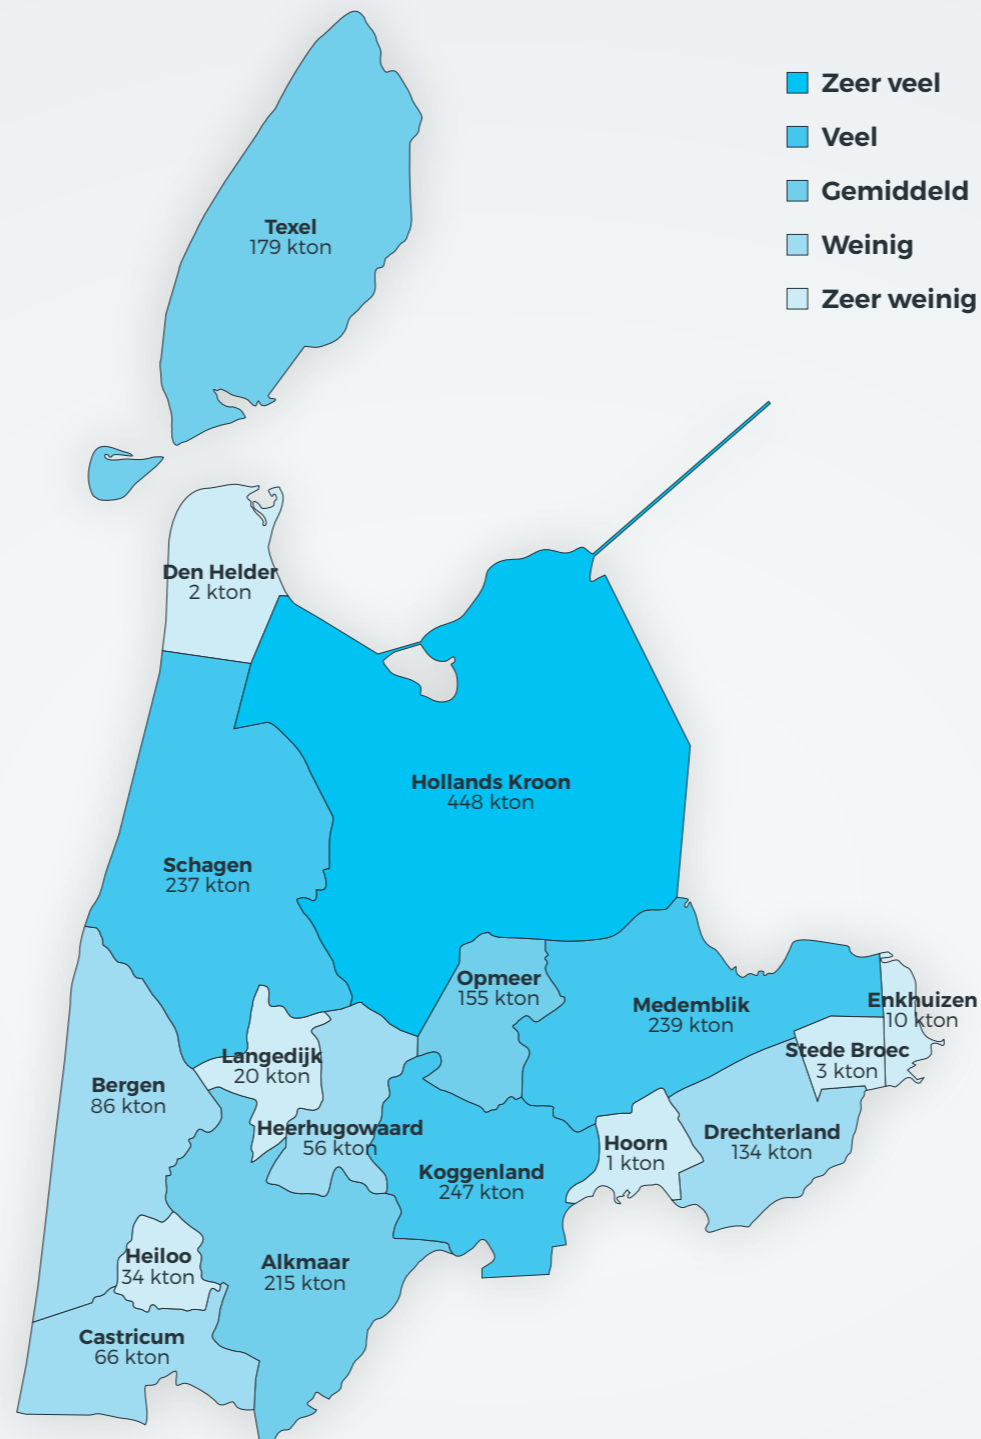 Zeer veel
Veel
Gemiddeld
Weinig
Zeer weinig
Texel
179 kton
Den Helder
2 kton
Hollands Kroon
448 kton
Schagen
237 kton
Opmeer
155 kton
Medemblik
239 kton
Enkhuizen
10 kton
Stede Broec
3 kton
Langedijk
20 kton
Bergen
86 kton
Heerhugowaard
56 kton
Hoorn
1 kton
Drechterland
134 kton
Koggenland
247 kton
Heiloo
34 kton
Alkmaar
215 kton
Castricum
66 kton